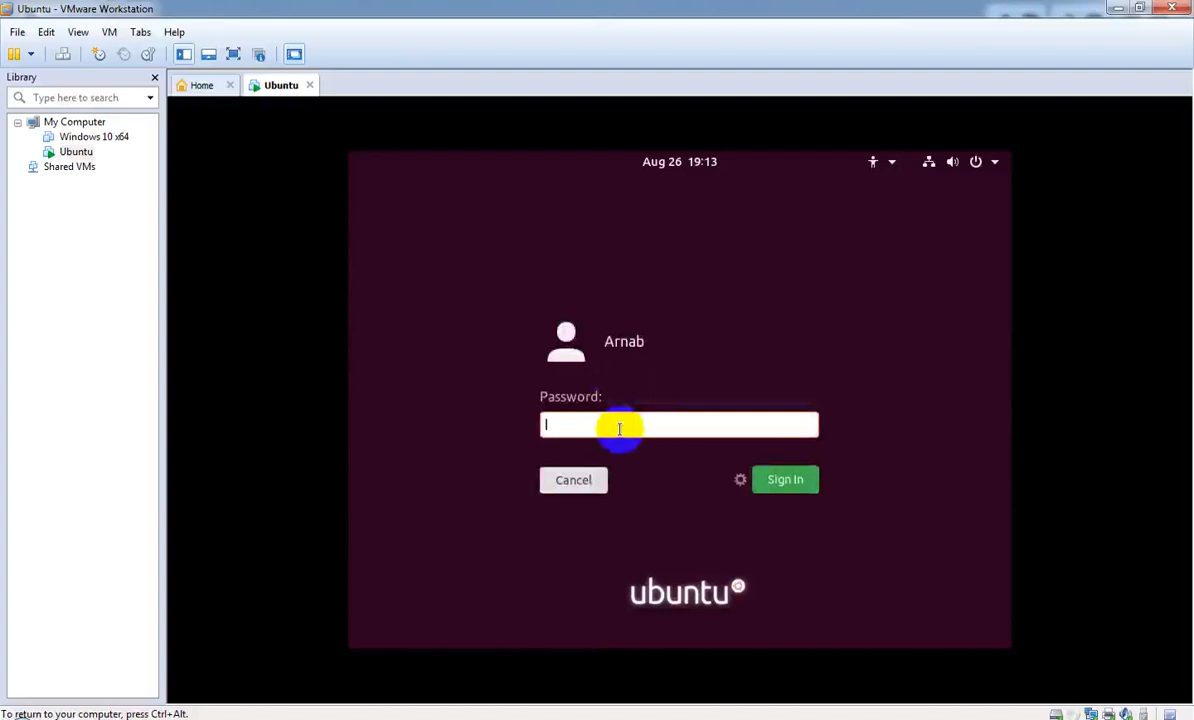 Ubuntu - VMware Workstation
File Edit View VM Tabs Help
Library
Type here to search
My Computer
Windows 10 x64
Ubuntu
Shared VMs
Home
Ubuntu
Aug 26 19:13
Arnab
Password:
Cancel
Sign In
ubuntu
To return to your computer, press Ctrl+Alt.